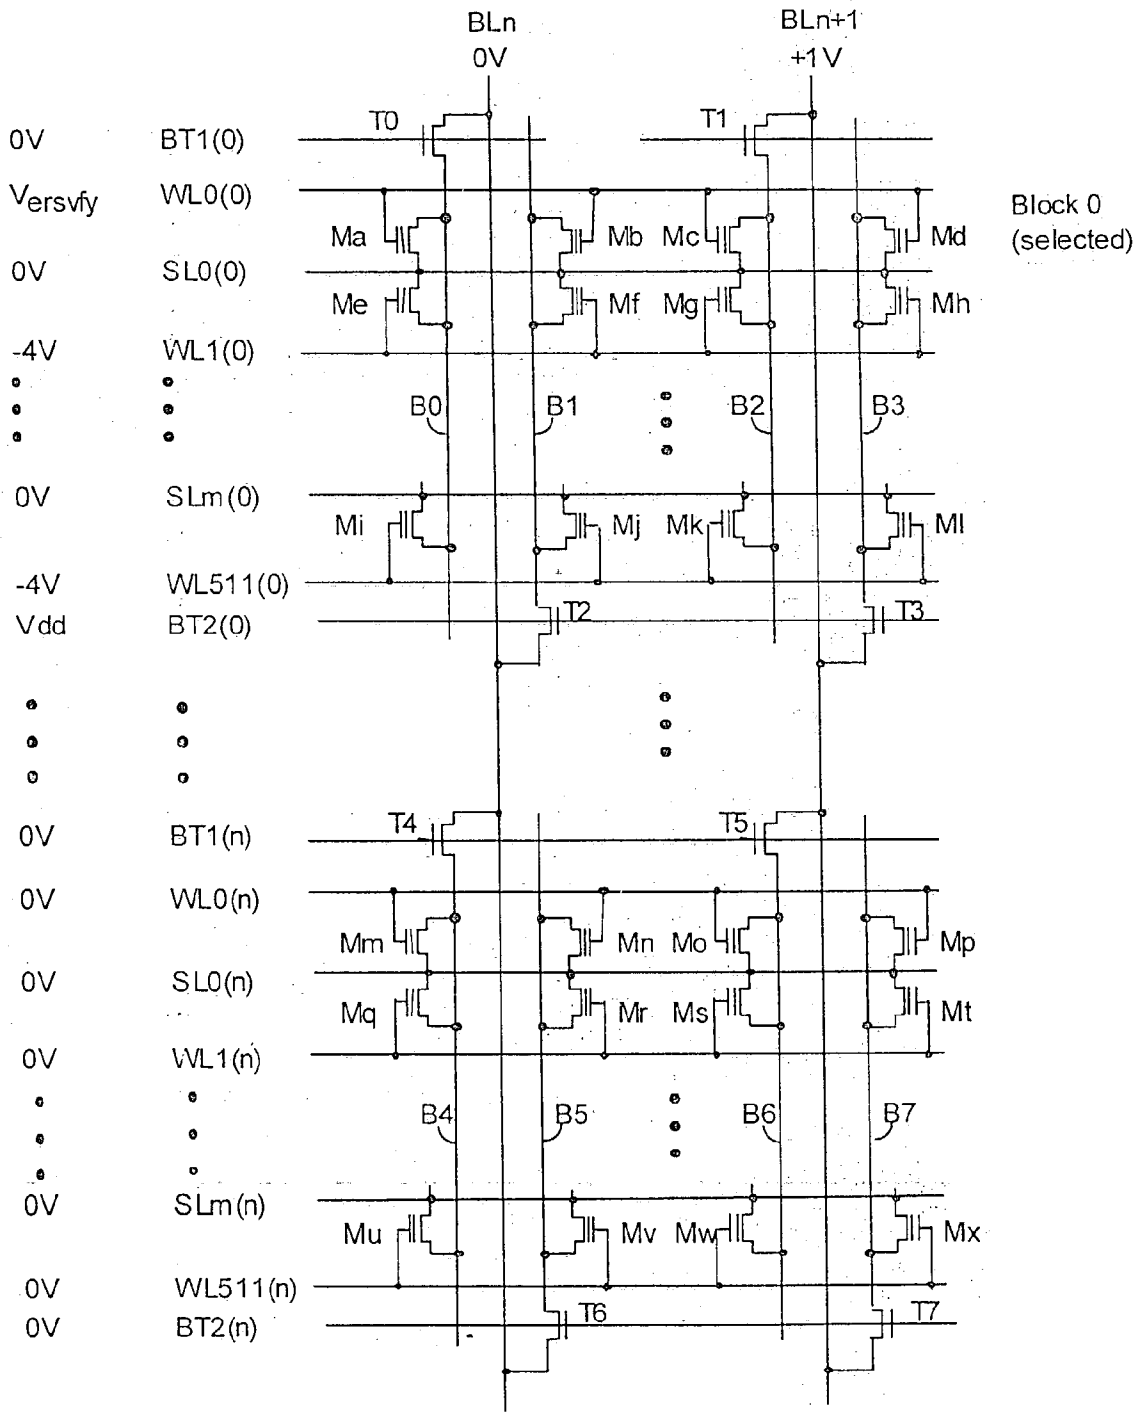 BLn BLn+1
0V +1V
0V BT1(0) T0 T1
Versvfy WL0(0)
Block 0
(selected)
Ma Mb Mc Md
0V SL0(0)
Me Mf Mg Mh
-4V WL1(0)
B0 B1 B2 B3
0V SLm(0)
Mi Mj Mk Ml
-4V WL511(0)
Vdd BT2(0) T2 T3
0V BT1(n) T4 T5
0V WL0(n)
Mm Mn Mo Mp
0V SL0(n)
Mq Mr Ms Mt
0V WL1(n)
B4 B5 B6 B7
0V SLm(n)
Mu Mv Mw Mx
0V WL511(n)
0V BT2(n) T6 T7